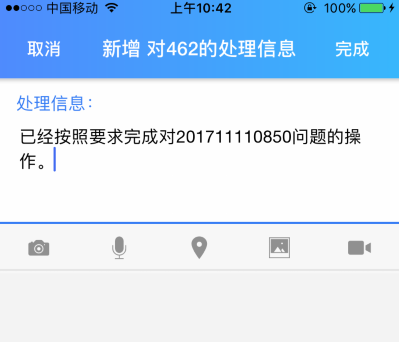 中国移动 上午10:42 100%
取消 新增 对462的处理信息 完成
处理信息：
已经按照要求完成对201711110850问题的操
作。